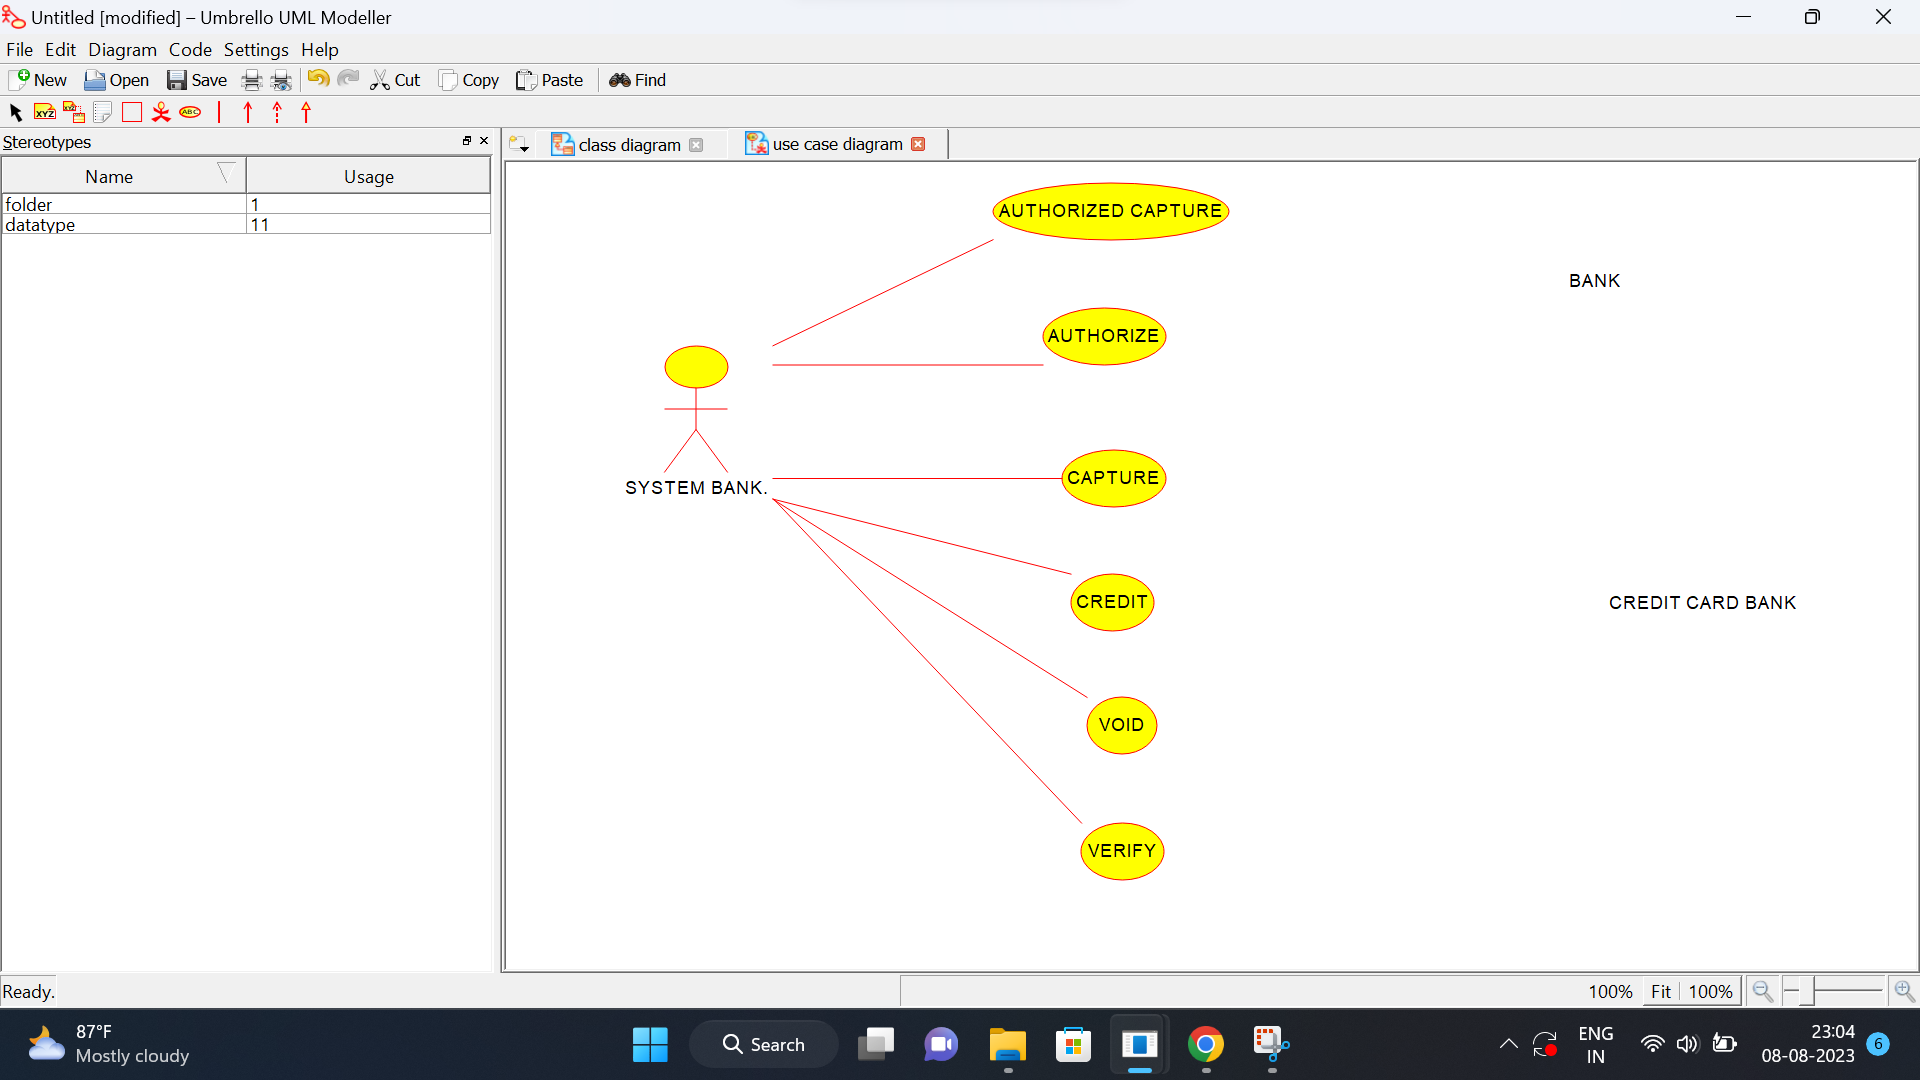 Untitled [modified] – Umbrello UML Modeller
File Edit Diagram Code Settings Help
New Open Save Cut Copy Paste Find
XYZ XYZ ABC
Stereotypes
class diagram
use case diagram
Name Usage
folder 1
datatype 11
AUTHORIZED CAPTURE
BANK
AUTHORIZE
CAPTURE
SYSTEM BANK.
CREDIT
CREDIT CARD BANK
VOID
VERIFY
Ready.
100% Fit 100%
87°F
Mostly cloudy
Search
ENG
IN
23:04
08-08-2023
6